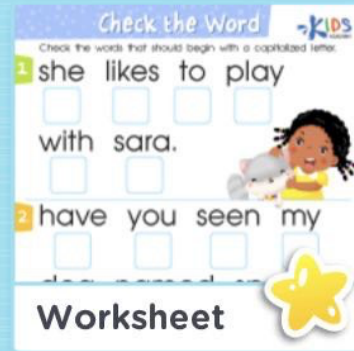 Check the Word
KIDS
Check the words that should begin with a capitalized letter.
1 she likes to play
with sara.
2 have you seen my
Worksheet